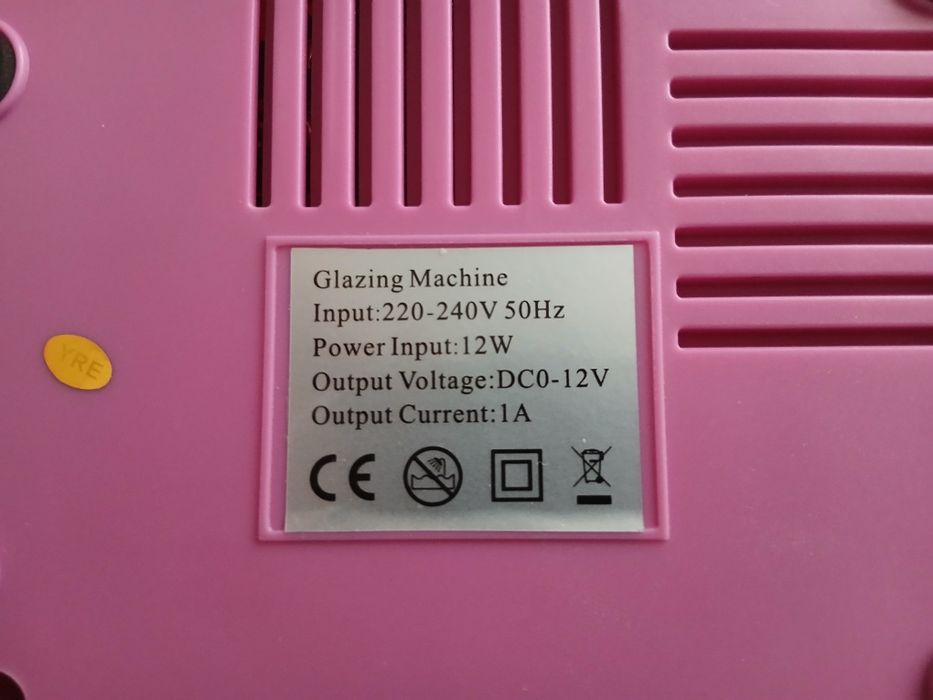 Glazing Machine
Input:220-240V 50Hz
Power Input:12W
Output Voltage:DC0-12V
Output Current:1A
CE
YRE